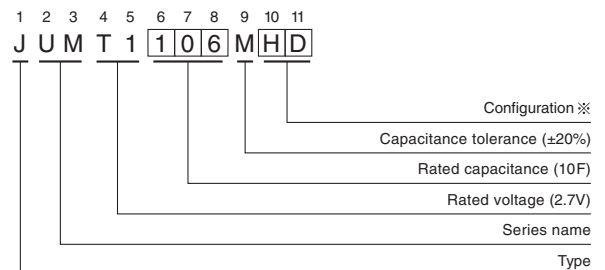 1 2 3 4 5 6 7 8 9 10 11
J U M T 1 1 0 6 M H D
Configuration ※
Capacitance tolerance (±20%)
Rated capacitance (10F)
Rated voltage (2.7V)
Series name
Type